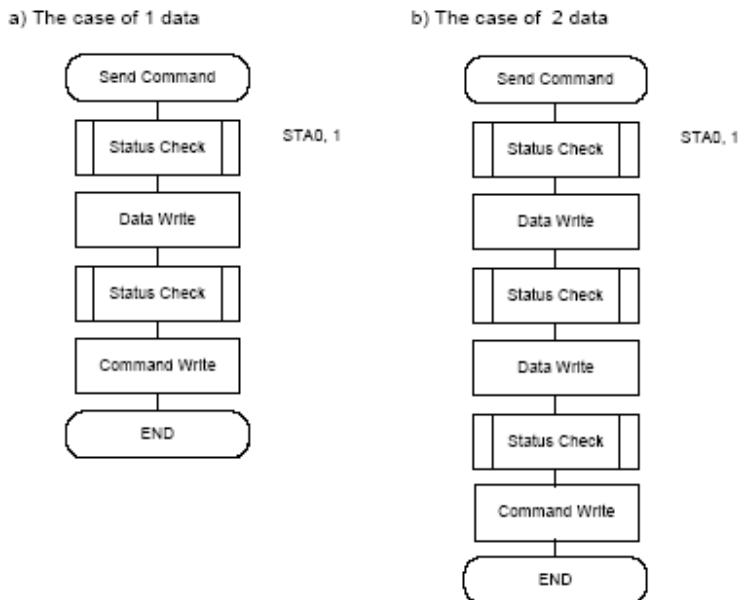 a) The case of 1 data
Send Command
Status Check
STA0, 1
Data Write
Status Check
Command Write
END
b) The case of 2 data
Send Command
Status Check
STA0, 1
Data Write
Status Check
Data Write
Status Check
Command Write
END